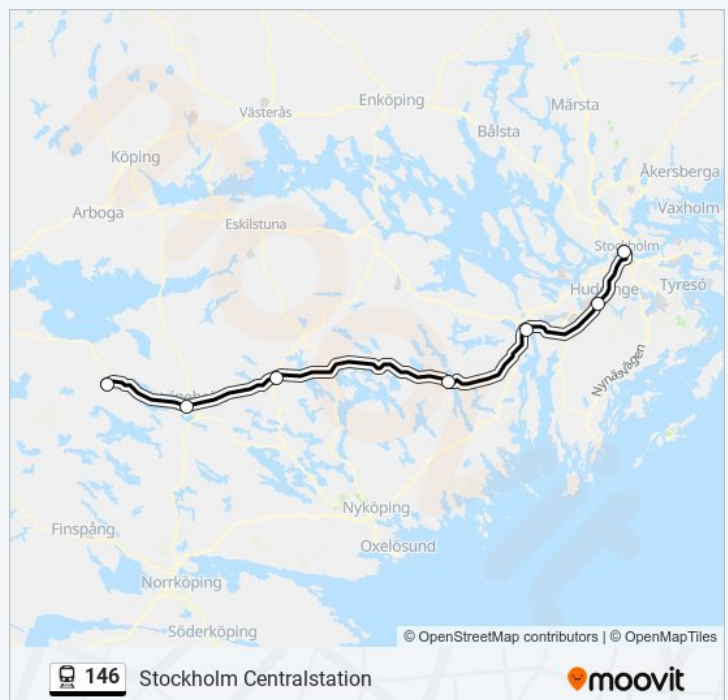 Västerås
Enköping
Märsta
Bålsta
Köping
Åkersberga
Arboga
Vaxholm
Eskilstuna
Stockholm
Tyresö
Huddinge
Nynäsvägen
Nyköping
Finspång
Oxelösund
Norrköping
Söderköping
© OpenStreetMap contributors | © OpenMapTiles
146 Stockholm Centralstation
moovit